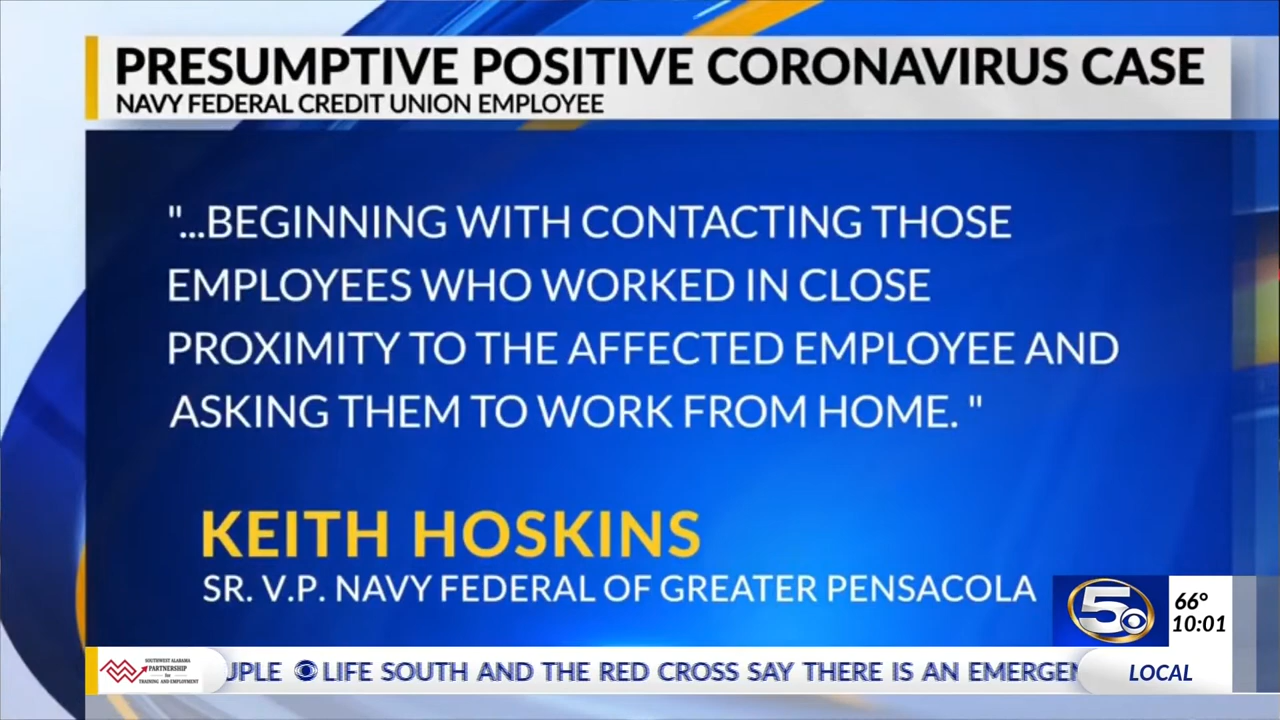 PRESUMPTIVE POSITIVE CORONAVIRUS CASE
NAVY FEDERAL CREDIT UNION EMPLOYEE
"...BEGINNING WITH CONTACTING THOSE
EMPLOYEES WHO WORKED IN CLOSE
PROXIMITY TO THE AFFECTED EMPLOYEE AND
ASKING THEM TO WORK FROM HOME. "
KEITH HOSKINS
SR. V.P. NAVY FEDERAL OF GREATER PENSACOLA
5
66°
10:01
SOUTHWEST ALABAMA
PARTNERSHIP
for
TRAINING AND EMPLOYMENT
UPLE LIFE SOUTH AND THE RED CROSS SAY THERE IS AN EMERGEN
LOCAL